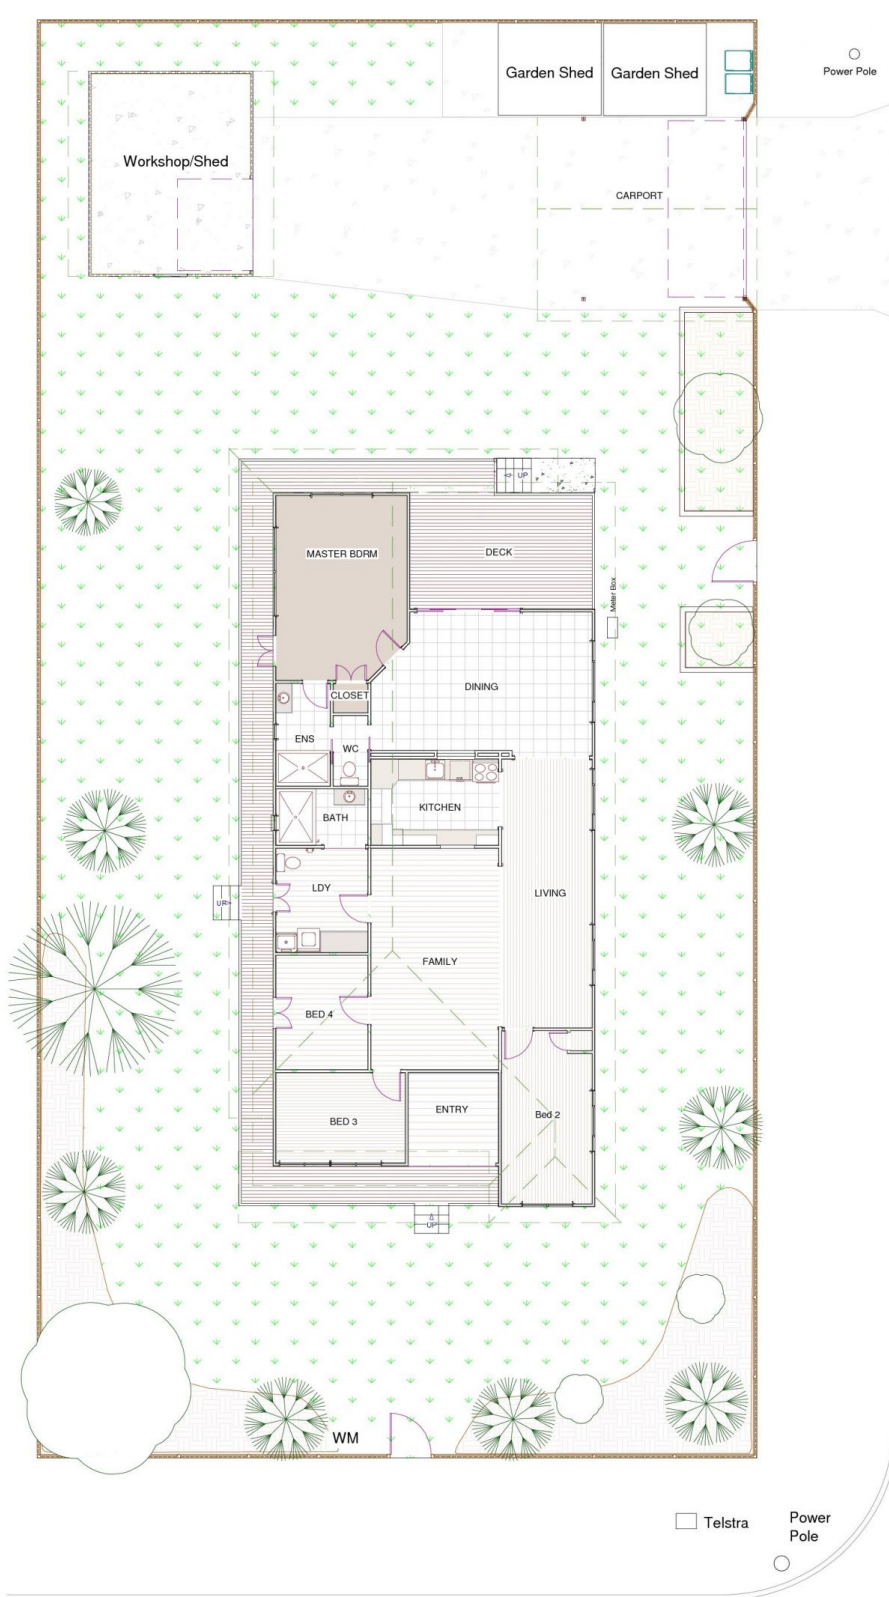 Garden Shed
Garden Shed
Power Pole
Workshop/Shed
CARPORT
UP
MASTER BDRM
DECK
Meter Box
DINING
CLOSET
ENS
WC
KITCHEN
BATH
LDY
LIVING
UP
FAMILY
BED 4
ENTRY
Bed 2
BED 3
UP
WM
Telstra
Power
Pole